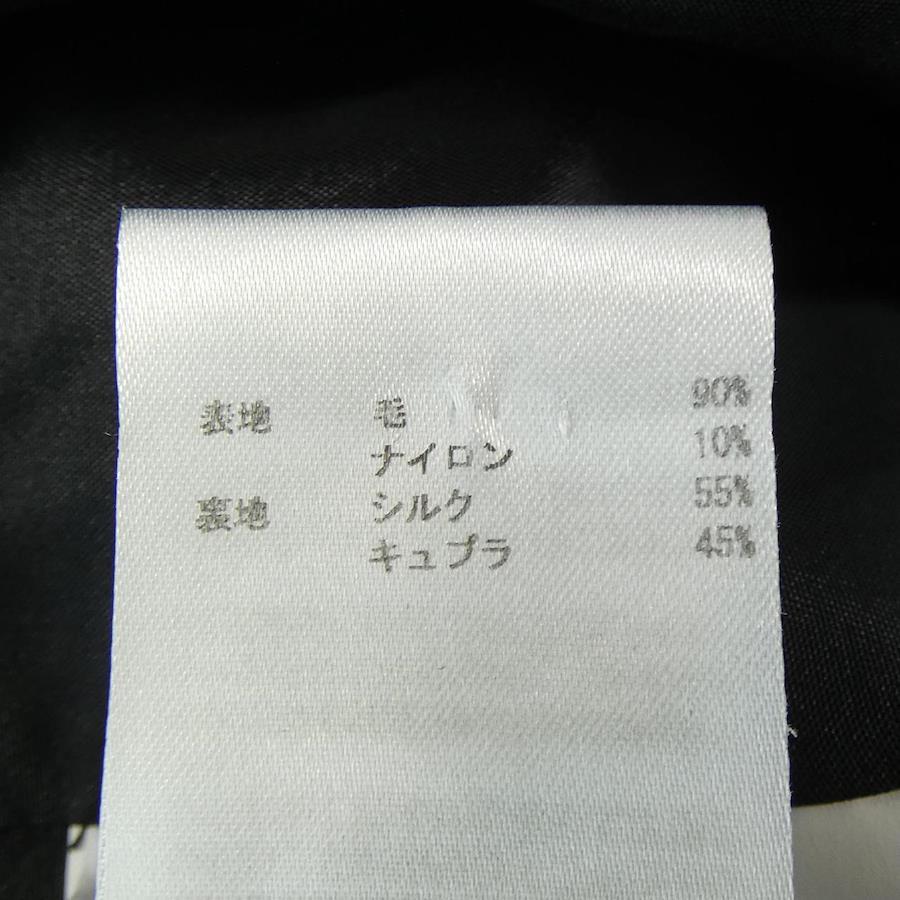 表地 毛 90%
ナイロン 10%
裏地 シルク 55%
キュプラ 45%